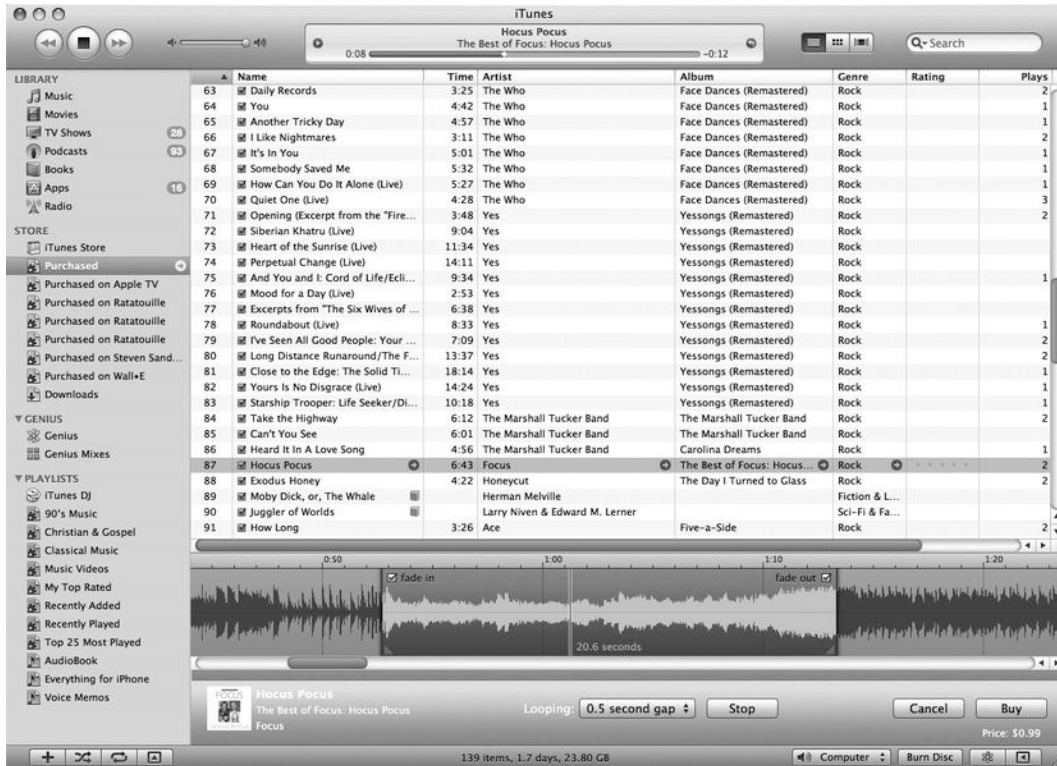 iTunes
Hocus Pocus
The Best of Focus: Hocus Pocus
0:08 -0:12
Search
LIBRARY
Music
Movies
TV Shows 28
Podcasts 93
Books
Apps 16
Radio
STORE
iTunes Store
Purchased
Purchased on Apple TV
Purchased on Ratatouille
Purchased on Ratatouille
Purchased on Ratatouille
Purchased on Steven Sand...
Purchased on Wall•E
Downloads
GENIUS
Genius
Genius Mixes
PLAYLISTS
iTunes DJ
90's Music
Christian & Gospel
Classical Music
Music Videos
My Top Rated
Recently Added
Recently Played
Top 25 Most Played
AudioBook
Everything for iPhone
Voice Memos
Name Time Artist Album Genre Rating Plays
63 Daily Records 3:25 The Who Face Dances (Remastered) Rock 2
64 You 4:42 The Who Face Dances (Remastered) Rock 1
65 Another Tricky Day 4:57 The Who Face Dances (Remastered) Rock 1
66 I Like Nightmares 3:11 The Who Face Dances (Remastered) Rock 2
67 It's In You 5:01 The Who Face Dances (Remastered) Rock 1
68 Somebody Saved Me 5:32 The Who Face Dances (Remastered) Rock 1
69 How Can You Do It Alone (Live) 5:27 The Who Face Dances (Remastered) Rock 1
70 Quiet One (Live) 4:28 The Who Face Dances (Remastered) Rock 3
71 Opening (Excerpt from the "Fire... 3:48 Yes Yessongs (Remastered) Rock 2
72 Siberian Khatru (Live) 9:04 Yes Yessongs (Remastered) Rock
73 Heart of the Sunrise (Live) 11:34 Yes Yessongs (Remastered) Rock
74 Perpetual Change (Live) 14:11 Yes Yessongs (Remastered) Rock
75 And You and I: Cord of Life/Ecli... 9:34 Yes Yessongs (Remastered) Rock 1
76 Mood for a Day (Live) 2:53 Yes Yessongs (Remastered) Rock
77 Excerpts from "The Six Wives of ... 6:38 Yes Yessongs (Remastered) Rock
78 Roundabout (Live) 8:33 Yes Yessongs (Remastered) Rock 1
79 I've Seen All Good People: Your ... 7:09 Yes Yessongs (Remastered) Rock 2
80 Long Distance Runaround/The F... 13:37 Yes Yessongs (Remastered) Rock 2
81 Close to the Edge: The Solid Ti... 18:14 Yes Yessongs (Remastered) Rock 1
82 Yours Is No Disgrace (Live) 14:24 Yes Yessongs (Remastered) Rock 1
83 Starship Trooper: Life Seeker/Di... 10:18 Yes Yessongs (Remastered) Rock
84 Take the Highway 6:12 The Marshall Tucker Band The Marshall Tucker Band Rock 2
85 Can't You See 6:01 The Marshall Tucker Band The Marshall Tucker Band Rock
86 Heard It In A Love Song 4:56 The Marshall Tucker Band Carolina Dreams Rock 1
87 Hocus Pocus 6:43 Focus The Best of Focus: Hocus... Rock 2
88 Exodus Honey 4:22 Honeycut The Day I Turned to Glass Rock 2
89 Moby Dick, or, The Whale Herman Melville Fiction & L...
90 Juggler of Worlds Larry Niven & Edward M. Lerner Sci-Fi & Fa...
91 How Long 3:26 Ace Five-a-Side Rock 2
0:50 1:00 1:10 1:20
fade in fade out
20.6 seconds
FOCUS
Hocus Pocus
The Best of Focus: Hocus Pocus
Focus
Looping: 0.5 second gap Stop Cancel Buy
Price: $0.99
139 items, 1.7 days, 23.80 GB
Computer Burn Disc